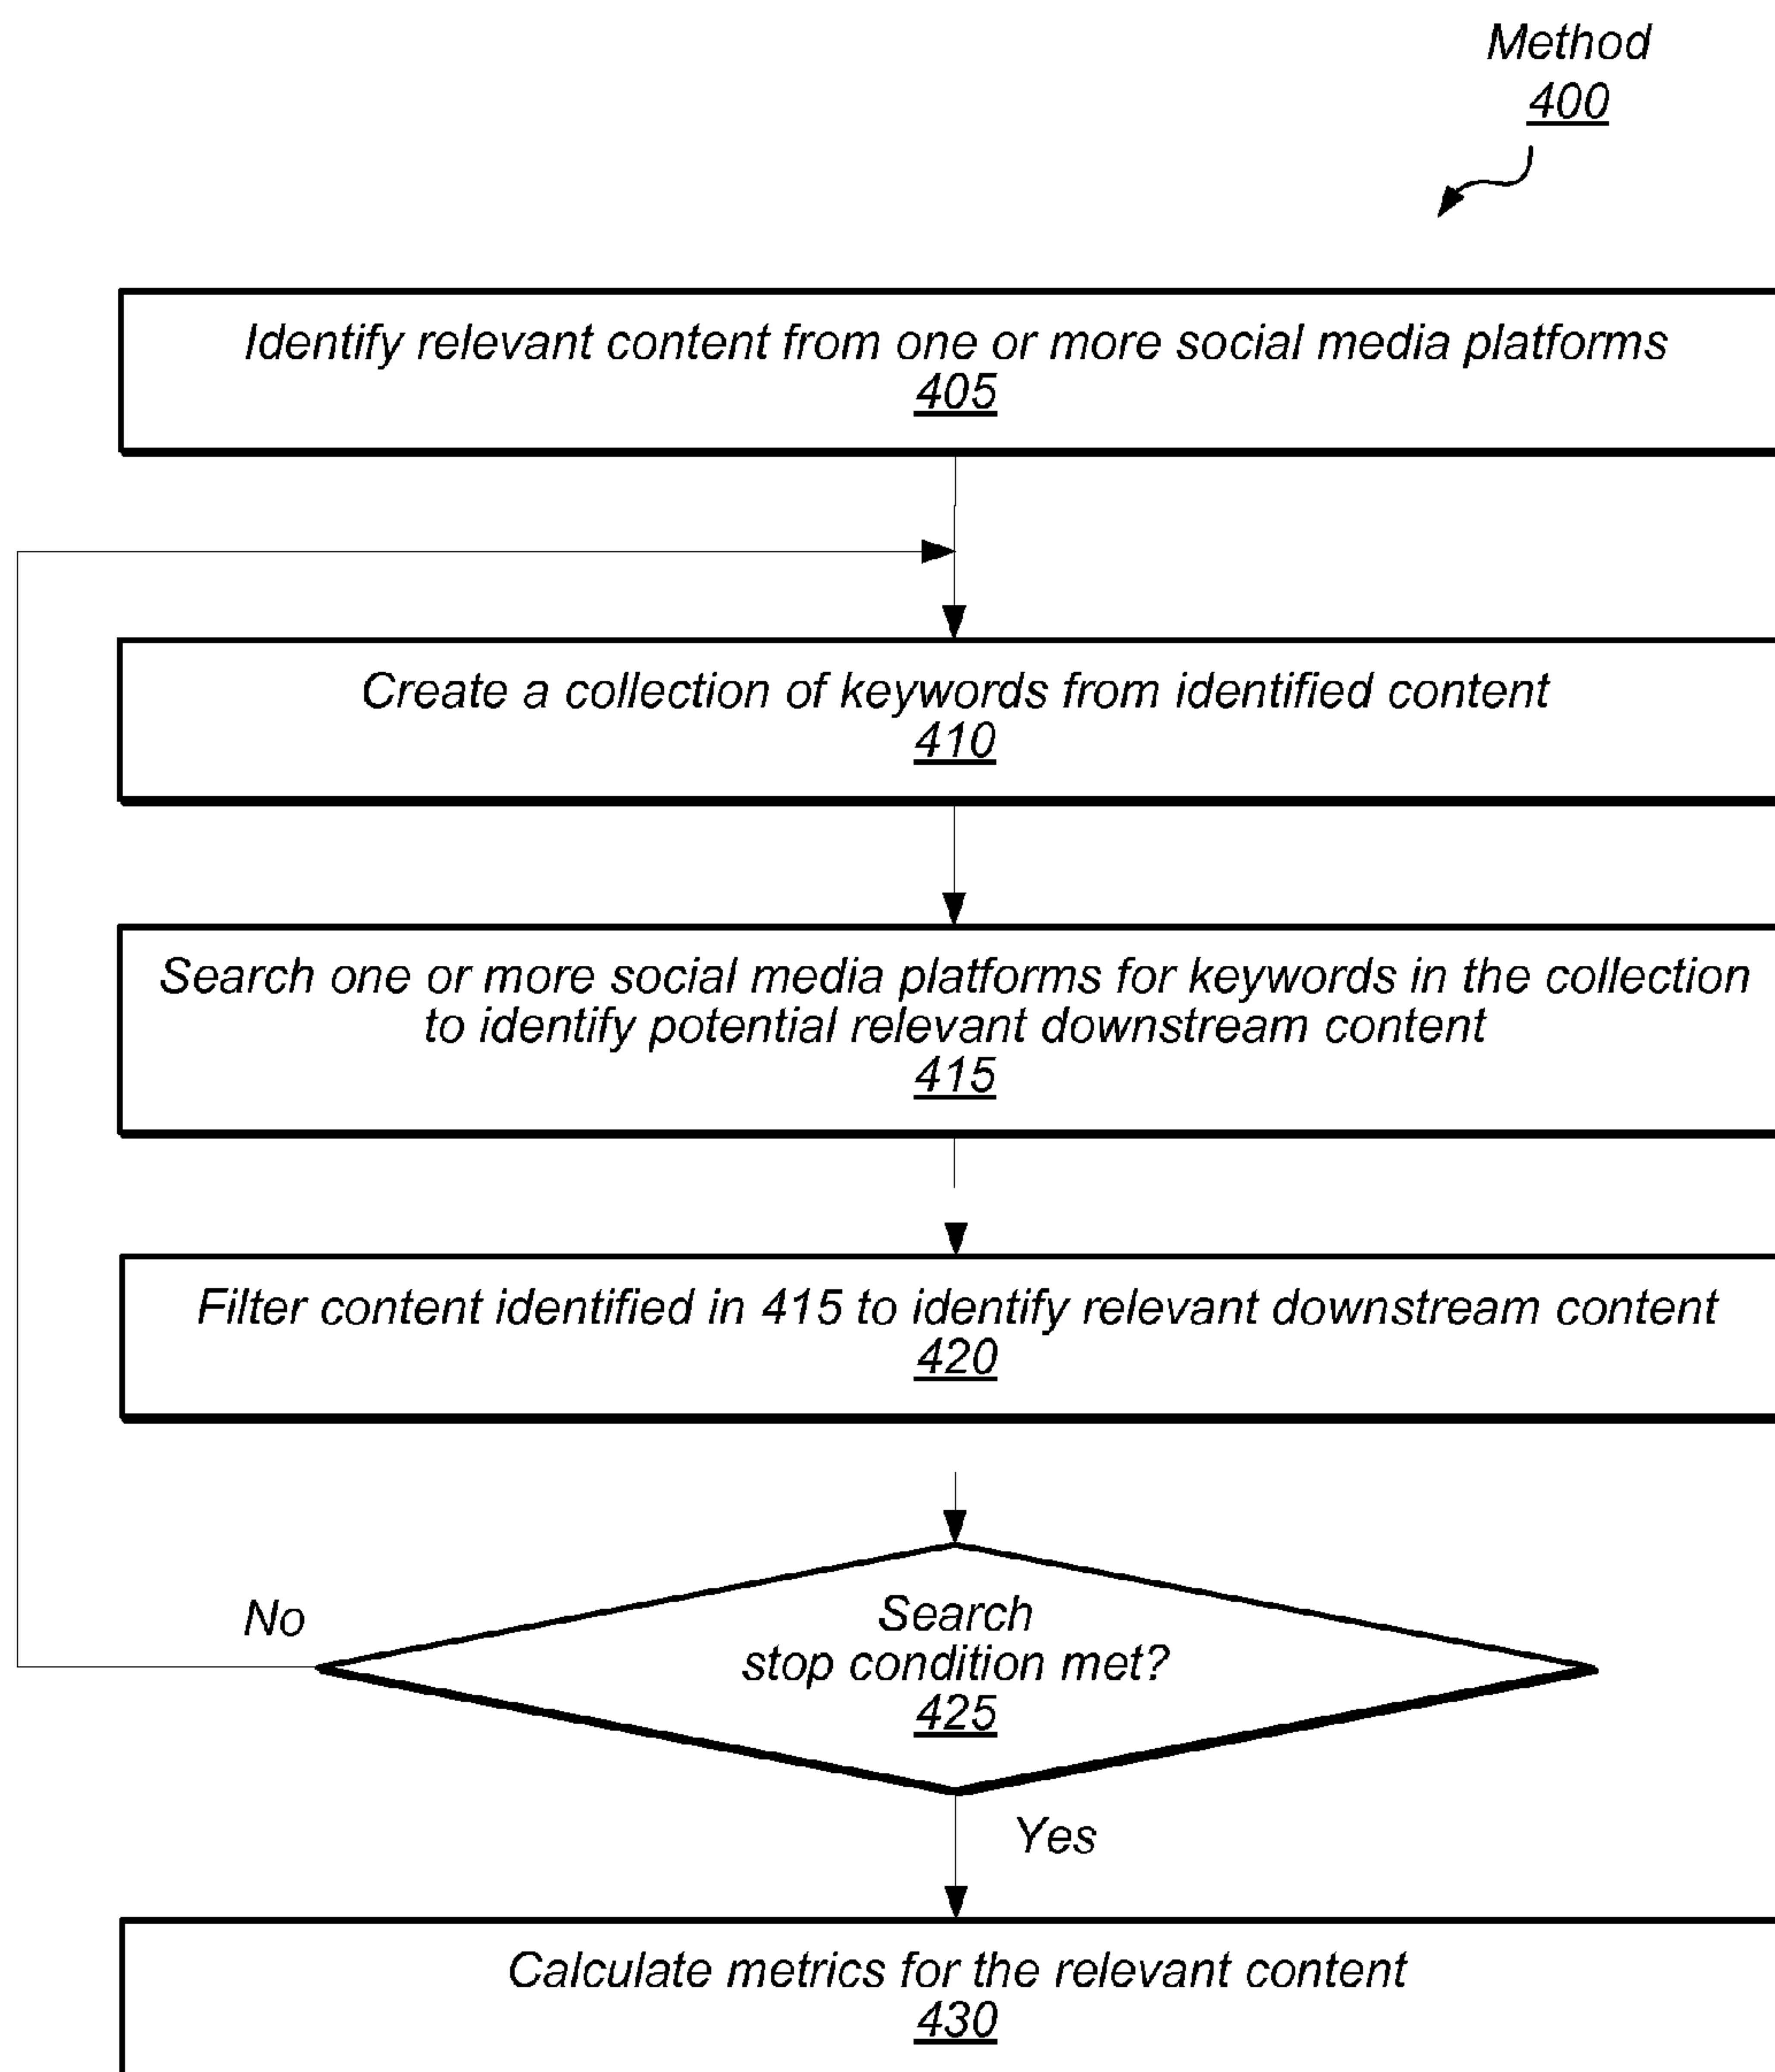 Method
400
Identify relevant content from one or more social media platforms
405
Create a collection of keywords from identified content
410
Search one or more social media platforms for keywords in the collection
to identify potential relevant downstream content
415
Filter content identified in 415 to identify relevant downstream content
420
No
Search
stop condition met?
425
Yes
Calculate metrics for the relevant content
430